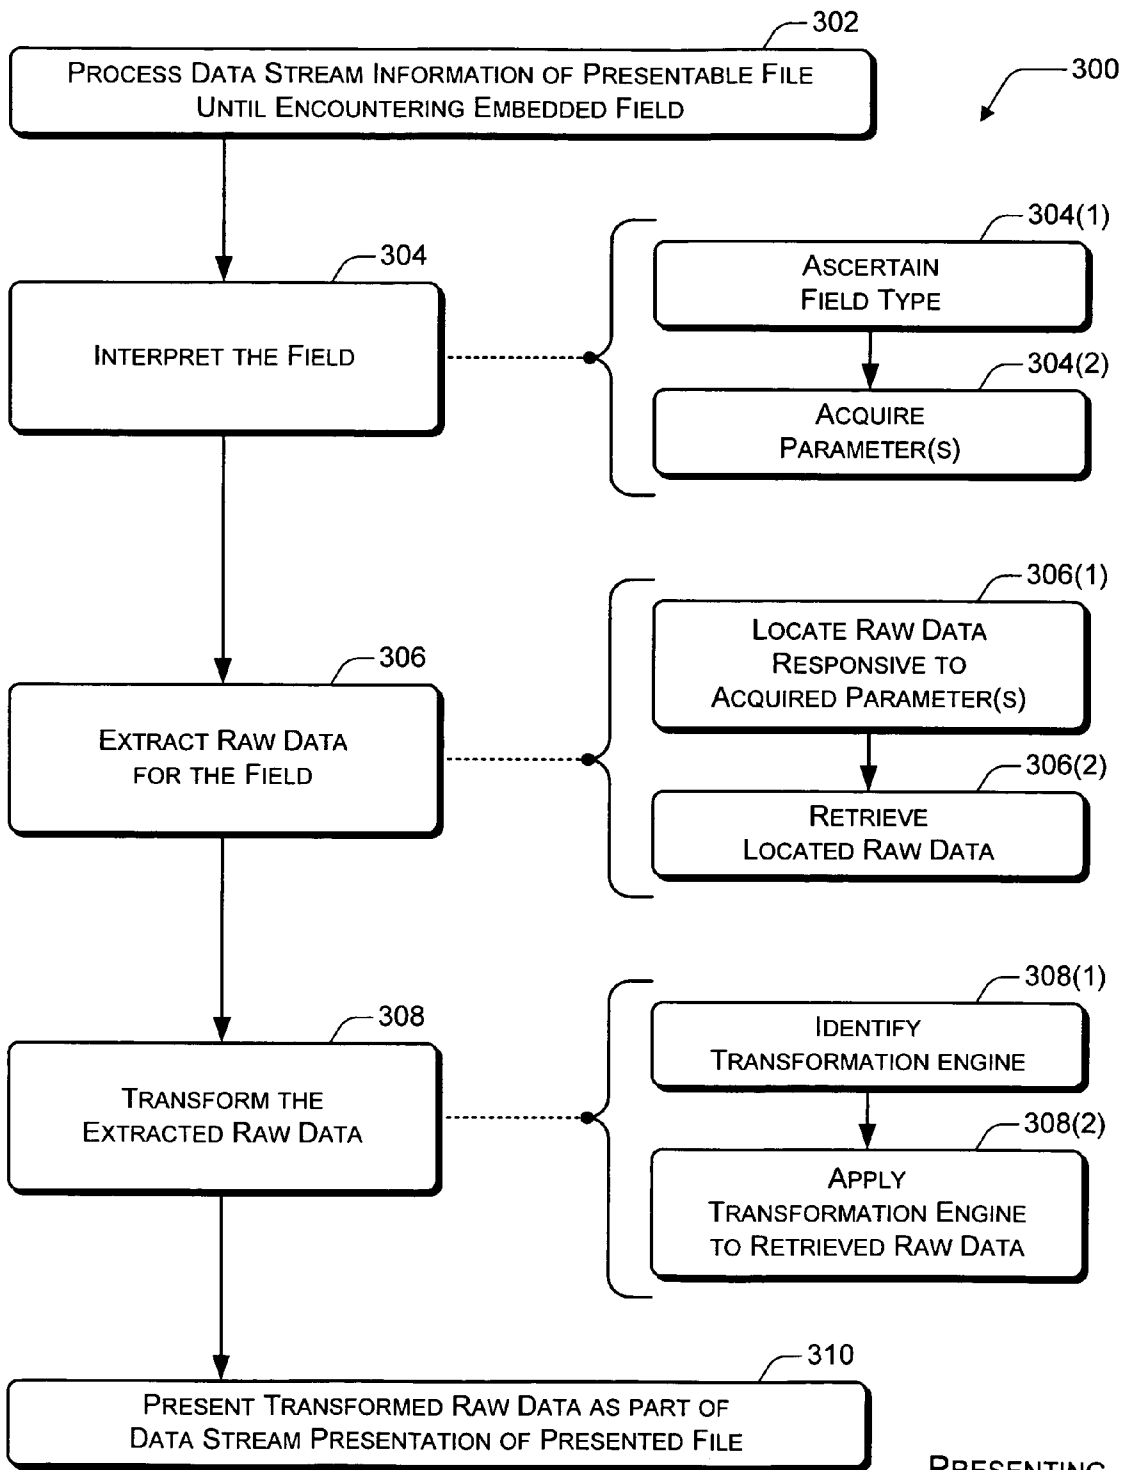 302
PROCESS DATA STREAM INFORMATION OF PRESENTABLE FILE
UNTIL ENCOUNTERING EMBEDDED FIELD
300
304
INTERPRET THE FIELD
304(1)
ASCERTAIN
FIELD TYPE
304(2)
ACQUIRE
PARAMETER(S)
306
EXTRACT RAW DATA
FOR THE FIELD
306(1)
LOCATE RAW DATA
RESPONSIVE TO
ACQUIRED PARAMETER(S)
306(2)
RETRIEVE
LOCATED RAW DATA
308
TRANSFORM THE
EXTRACTED RAW DATA
308(1)
IDENTIFY
TRANSFORMATION ENGINE
308(2)
APPLY
TRANSFORMATION ENGINE
TO RETRIEVED RAW DATA
310
PRESENT TRANSFORMED RAW DATA AS PART OF
DATA STREAM PRESENTATION OF PRESENTED FILE
PRESENTING